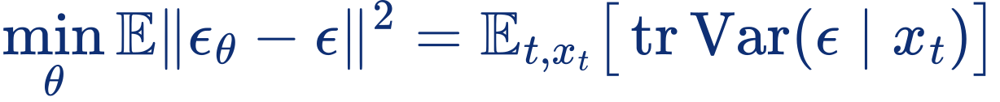 min_θ 𝔼‖ϵ_θ − ϵ‖² = 𝔼_{t,x_t}[ tr Var(ϵ | x_t) ]